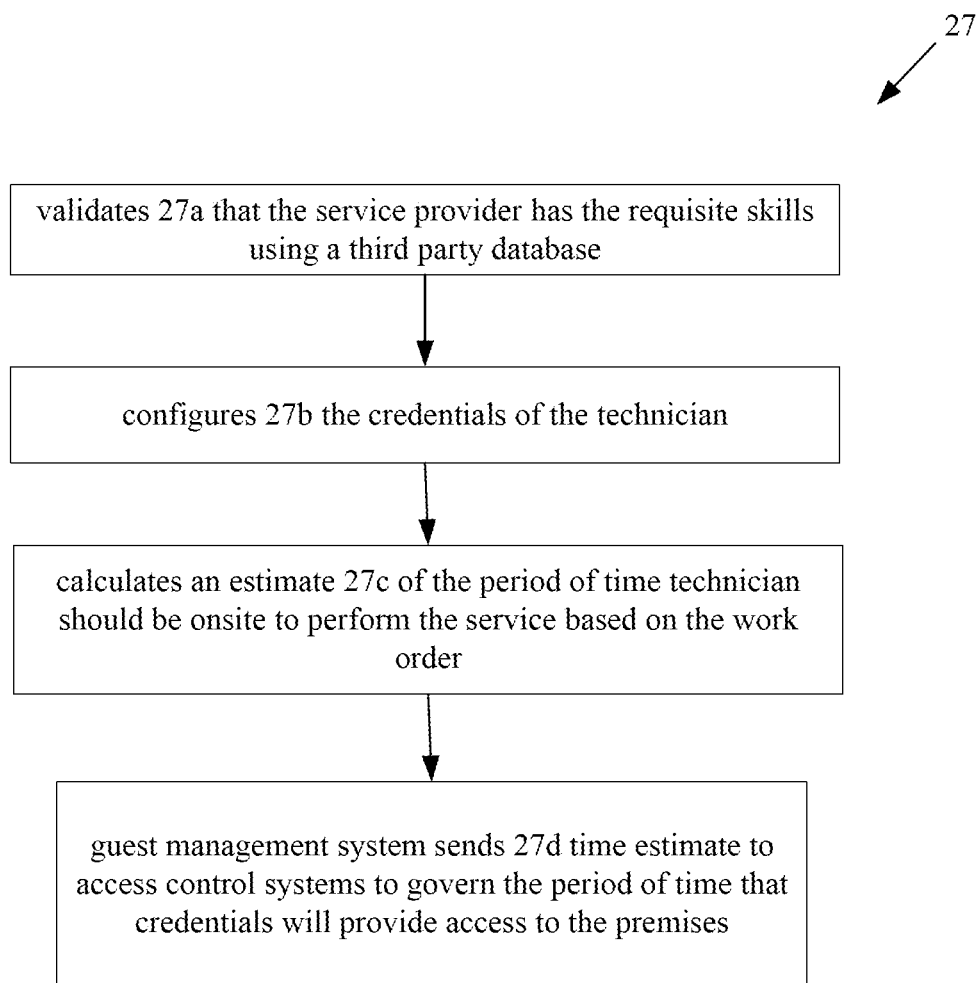 27
validates 27a that the service provider has the requisite skills
using a third party database
configures 27b the credentials of the technician
calculates an estimate 27c of the period of time technician
should be onsite to perform the service based on the work
order
guest management system sends 27d time estimate to
access control systems to govern the period of time that
credentials will provide access to the premises